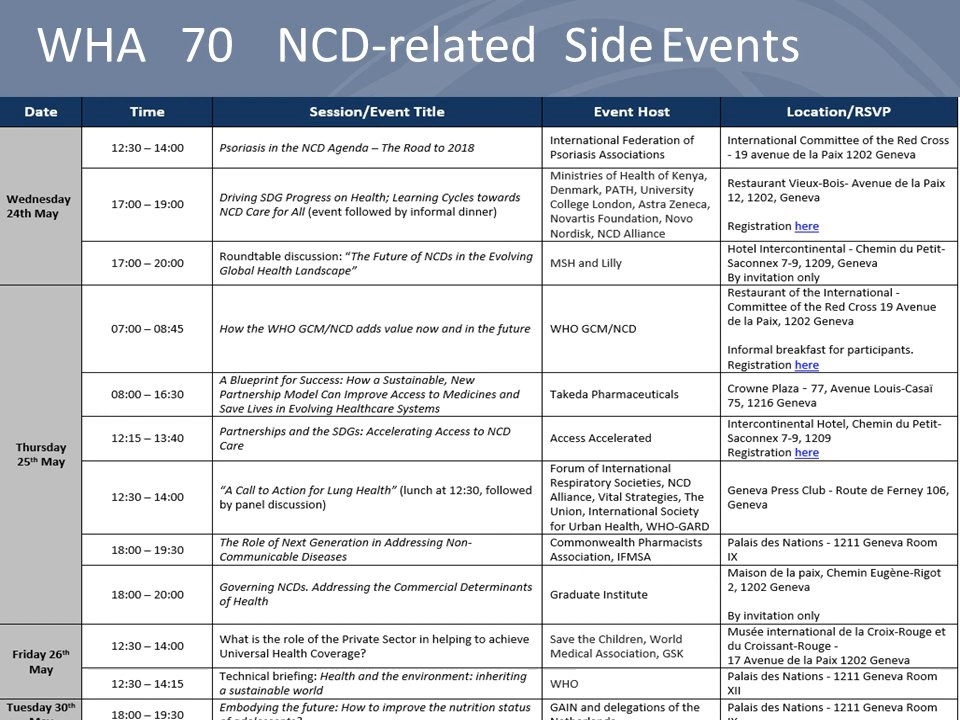 WHA 70 NCD-related Side Events
Date Time Session/Event Title Event Host Location/RSVP
Wednesday
24th May
12:30 – 14:00
Psoriasis in the NCD Agenda – The Road to 2018
International Federation of
Psoriasis Associations
International Committee of the Red Cross
- 19 avenue de la Paix 1202 Geneva
17:00 – 19:00
Driving SDG Progress on Health; Learning Cycles towards
NCD Care for All (event followed by informal dinner)
Ministries of Health of Kenya,
Denmark, PATH, University
College London, Astra Zeneca,
Novartis Foundation, Novo
Nordisk, NCD Alliance
Restaurant Vieux-Bois- Avenue de la Paix
12, 1202, Geneva
Registration here
17:00 – 20:00
Roundtable discussion: “The Future of NCDs in the Evolving
Global Health Landscape”
MSH and Lilly
Hotel Intercontinental - Chemin du Petit-
Saconnex 7-9, 1209, Geneva
By invitation only
Thursday
25th May
07:00 – 08:45
How the WHO GCM/NCD adds value now and in the future
WHO GCM/NCD
Restaurant of the International -
Committee of the Red Cross 19 Avenue
de la Paix, 1202 Geneva
Informal breakfast for participants.
Registration here
08:00 – 16:30
A Blueprint for Success: How a Sustainable, New
Partnership Model Can Improve Access to Medicines and
Save Lives in Evolving Healthcare Systems
Takeda Pharmaceuticals
Crowne Plaza - 77, Avenue Louis-Casaï
75, 1216 Geneva
12:15 – 13:40
Partnerships and the SDGs: Accelerating Access to NCD
Care
Access Accelerated
Intercontinental Hotel, Chemin du Petit-
Saconnex 7-9, 1209
Registration here
12:30 – 14:00
“A Call to Action for Lung Health” (lunch at 12:30, followed
by panel discussion)
Forum of International
Respiratory Societies, NCD
Alliance, Vital Strategies, The
Union, International Society
for Urban Health, WHO-GARD
Geneva Press Club - Route de Ferney 106,
Geneva
18:00 – 19:30
The Role of Next Generation in Addressing Non-
Communicable Diseases
Commonwealth Pharmacists
Association, IFMSA
Palais des Nations - 1211 Geneva Room
IX
18:00 – 20:00
Governing NCDs. Addressing the Commercial Determinants
of Health
Graduate Institute
Maison de la paix, Chemin Eugène-Rigot
2, 1202 Geneva
By invitation only
Friday 26th
May
12:30 – 14:00
What is the role of the Private Sector in helping to achieve
Universal Health Coverage?
Save the Children, World
Medical Association, GSK
Musée international de la Croix-Rouge et
du Croissant-Rouge -
17 Avenue de la Paix 1202 Geneva
12:30 – 14:15
Technical briefing: Health and the environment: inheriting
a sustainable world
WHO
Palais des Nations - 1211 Geneva Room
XII
Tuesday 30th
18:00 – 19:30
Embodying the future: How to improve the nutrition status
GAIN and delegations of the
Palais des Nations - 1211 Geneva Room